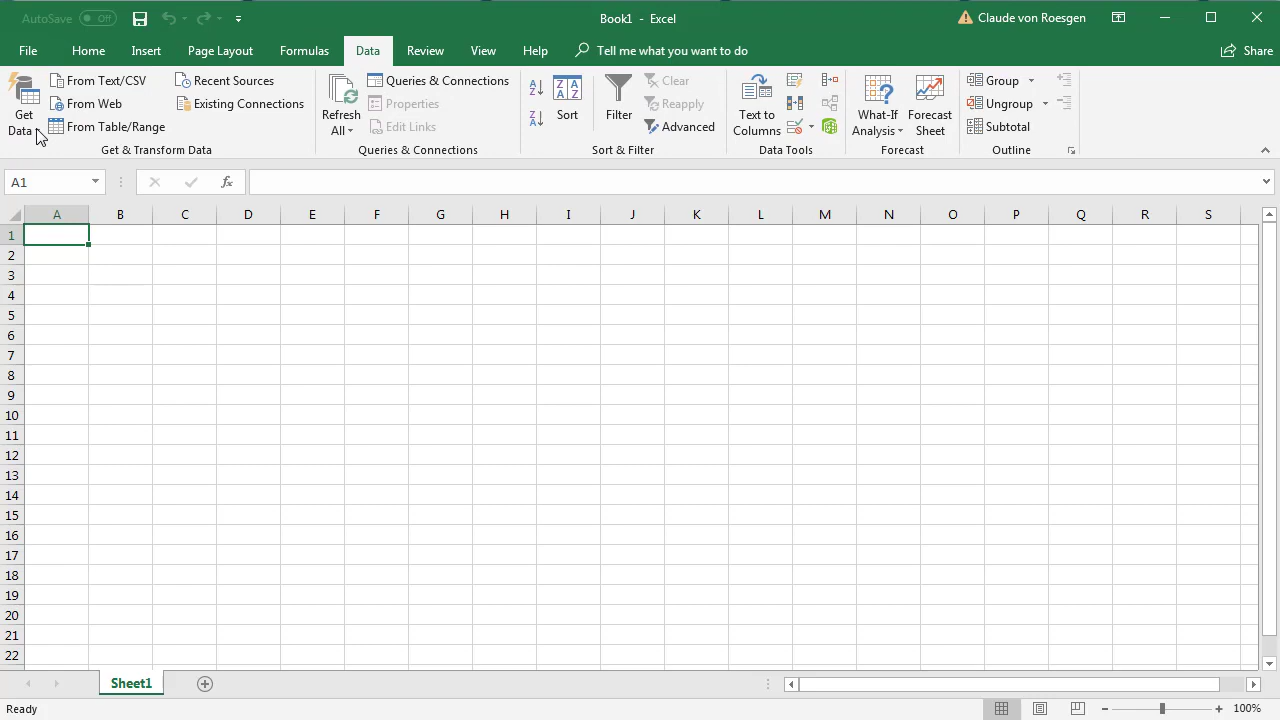 AutoSave Off Book1 - Excel Claude von Roesgen
File Home Insert Page Layout Formulas Data Review View Help Tell me what you want to do Share
Get Data
From Text/CSV
From Web
From Table/Range
Recent Sources
Existing Connections
Get & Transform Data
Refresh All
Queries & Connections
Properties
Edit Links
Queries & Connections
Sort
Filter
Clear
Reapply
Advanced
Sort & Filter
Text to Columns
Data Tools
What-If Analysis
Forecast Sheet
Forecast
Group
Ungroup
Subtotal
Outline
A1 fx
A B C D E F G H I J K L M N O P Q R S
1
2
3
4
5
6
7
8
9
10
11
12
13
14
15
16
17
18
19
20
21
22
Sheet1
Ready 100%